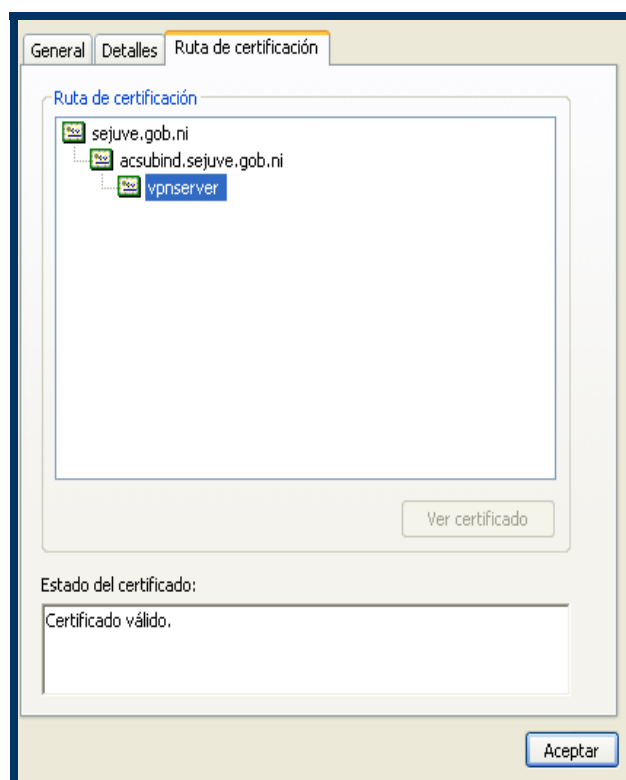 General Detalles Ruta de certificación
Ruta de certificación
sejuve.gob.ni
acsubind.sejuve.gob.ni
vpnserver
Ver certificado
Estado del certificado:
Certificado válido.
Aceptar